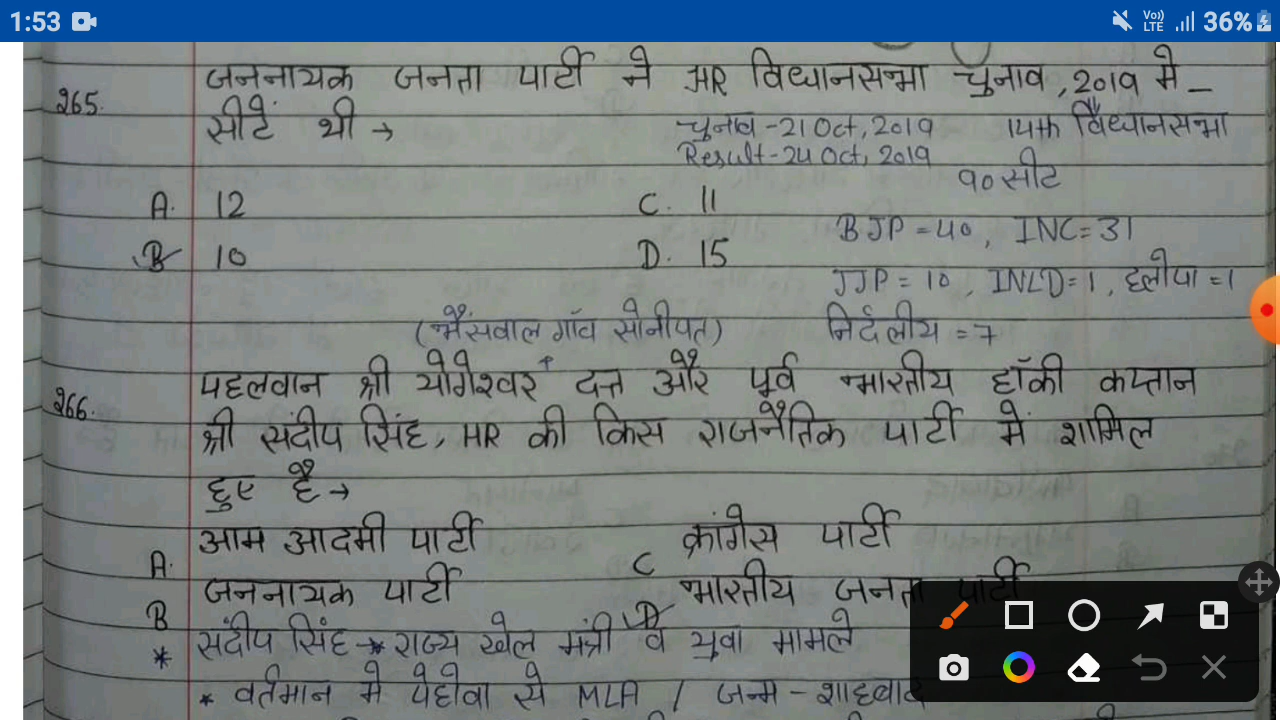 1:53 Vo) LTE 36%
265. जननायक जनता पार्टी ने HR विधानसभा चुनाव, 2019 में –
सीटें थी → चुनाव - 21 Oct, 2019 14th विधानसभा
Result - 24 Oct, 2019
90 सीट
A. 12 C. 11
BJP = 40, INC = 31
B 10 D. 15
JJP = 10, INLD = 1, हलोपा = 1
(भैंसवाल गाँव सोनीपत) निर्दलीय = 7
266. पहलवान श्री योगेश्वर दत्त और पूर्व भारतीय हॉकी कप्तान
श्री संदीप सिंह, HR की किस राजनैतिक पार्टी में शामिल
हुए है →
A. आम आदमी पार्टी C क्रांगेस पार्टी
B जननायक पार्टी D भारतीय जनता पार्टी
* संदीप सिंह → राज्य खेल मंत्री व युवा मामले
* वर्तमान मे पेहोवा से MLA / जन्म - शाहबाद